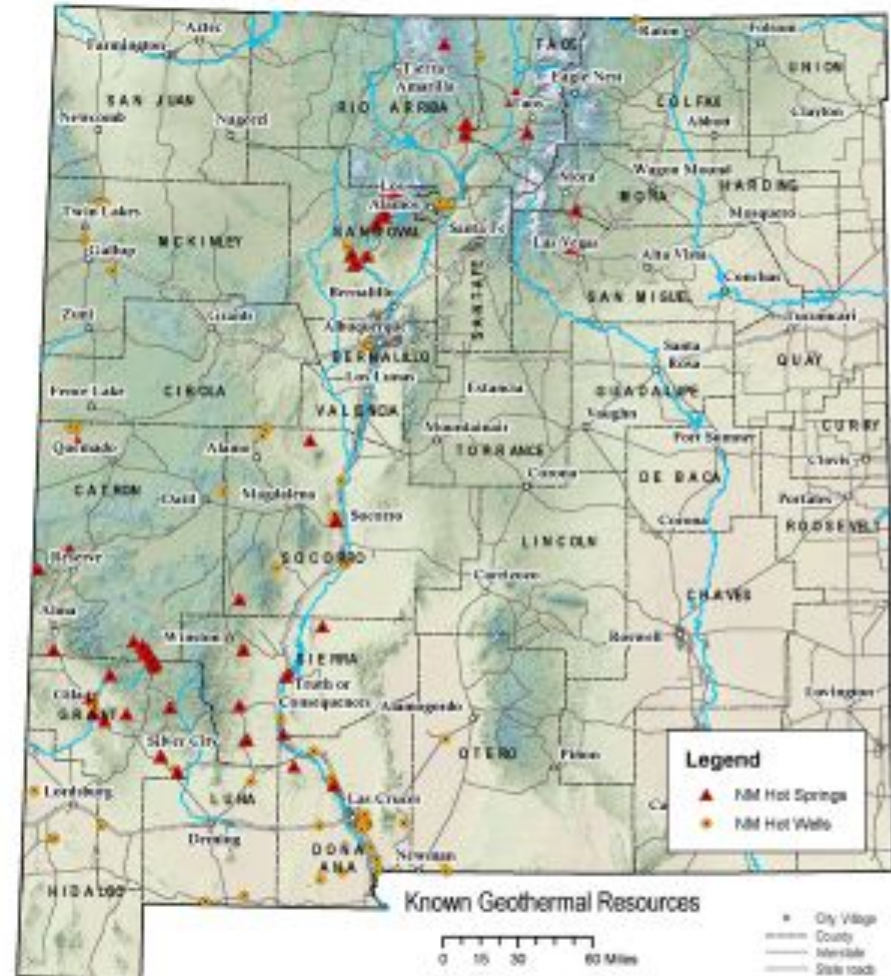 Aztec
Farmington
Raton
Folsom
TAOS
UNION
Tierra
Amarilla
Eagle Nest
SAN JUAN
RIO ARRIBA
Taos
COLFAX
Clayton
Newcomb
Nageezi
Abbott
Mora
Wagon Mound
HARDING
MORA
Los
Alamos
Twin Lakes
Mosquero
MCKINLEY
SANDOVAL
Santa Fe
Las Vegas
Gallup
Alta Vista
SANTA FE
Conchas
Bernalillo
SAN MIGUEL
Zuni
Grants
Tucumcari
Albuquerque
BERNALILLO
Santa
Rosa
QUAY
Los Lunas
Fence Lake
CIBOLA
Estancia
GUADALUPE
VALENCIA
Vaughn
CURRY
Mountainair
Fort Sumner
Quemado
Alamo
TORRANCE
Clovis
Corona
DE BACA
CATRON
Datil
Magdalena
Portales
Socorro
Corona
ROOSEVELT
LINCOLN
Reserve
SOCORRO
Carrizozo
CHAVES
Alma
Winston
Roswell
SIERRA
Truth or
Consequences
Lovington
Cliff
Alamogordo
GRANT
Silver City
OTERO
Pinon
Legend
NM Hot Springs
NM Hot Wells
Lordsburg
LUNA
Las Cruces
Deming
DONA
ANA
Newman
HIDALGO
Known Geothermal Resources
City Village
County
Interstate
State roads
0 15 30 60 Miles